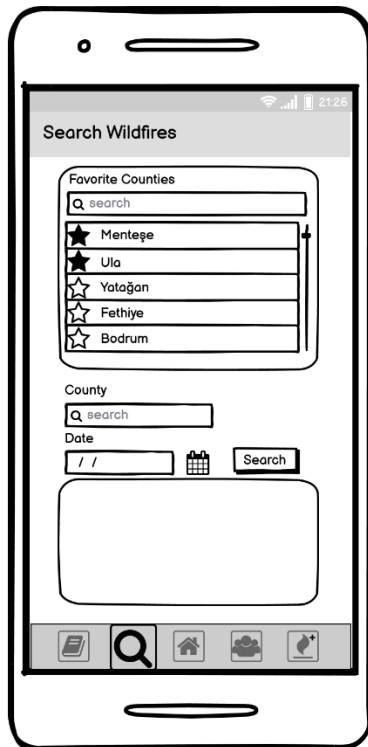 21:26
Search Wildfires
Favorite Counties
search
Menteşe
Ula
Yatağan
Fethiye
Bodrum
County
search
Date
/ /
Search